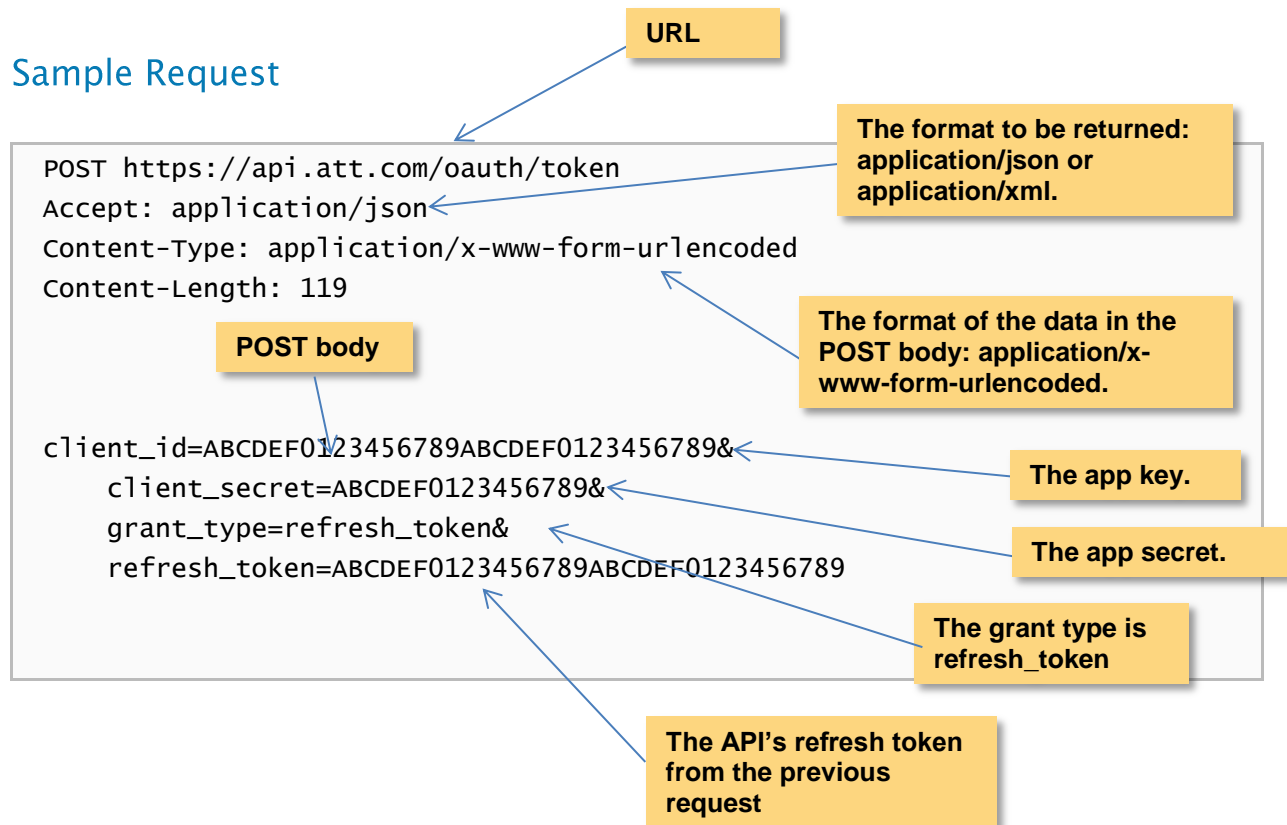 URL
Sample Request
The format to be returned:
application/json or
application/xml.
POST https://api.att.com/oauth/token
Accept: application/json
Content-Type: application/x-www-form-urlencoded
Content-Length: 119
The format of the data in the
POST body: application/x-
www-form-urlencoded.
POST body
client_id=ABCDEF0123456789ABCDEF0123456789&
client_secret=ABCDEF0123456789&
grant_type=refresh_token&
refresh_token=ABCDEF0123456789ABCDEF0123456789
The app key.
The app secret.
The grant type is
refresh_token
The API’s refresh token
from the previous
request